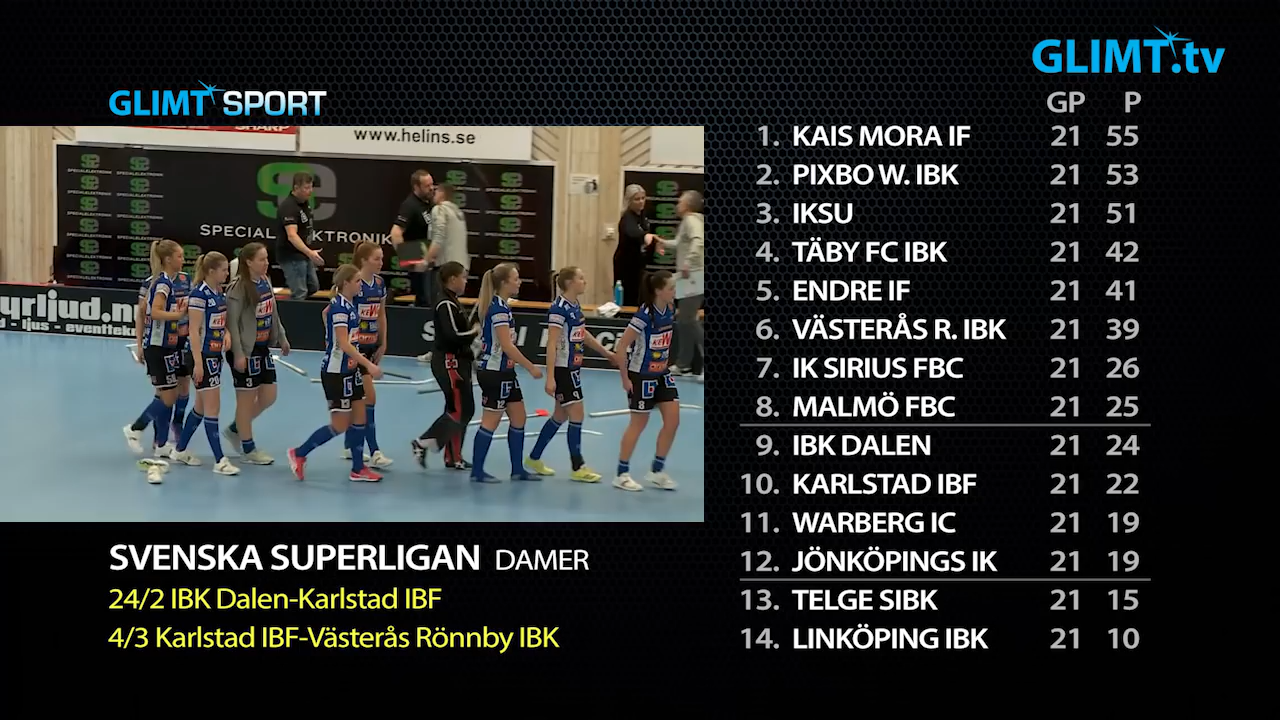 GLIMT.tv
GLIMT SPORT
GP P
1. KAIS MORA IF 21 55
2. PIXBO W. IBK 21 53
3. IKSU 21 51
4. TÄBY FC IBK 21 42
5. ENDRE IF 21 41
6. VÄSTERÅS R. IBK 21 39
7. IK SIRIUS FBC 21 26
8. MALMÖ FBC 21 25
9. IBK DALEN 21 24
10. KARLSTAD IBF 21 22
11. WARBERG IC 21 19
12. JÖNKÖPINGS IK 21 19
13. TELGE SIBK 21 15
14. LINKÖPING IBK 21 10
www.helins.se
SPECIALELEKTRONIK
yrljud.nu
- ljus - eventtek
SVENSKA SUPERLIGAN DAMER
24/2 IBK Dalen-Karlstad IBF
4/3 Karlstad IBF-Västerås Rönnby IBK